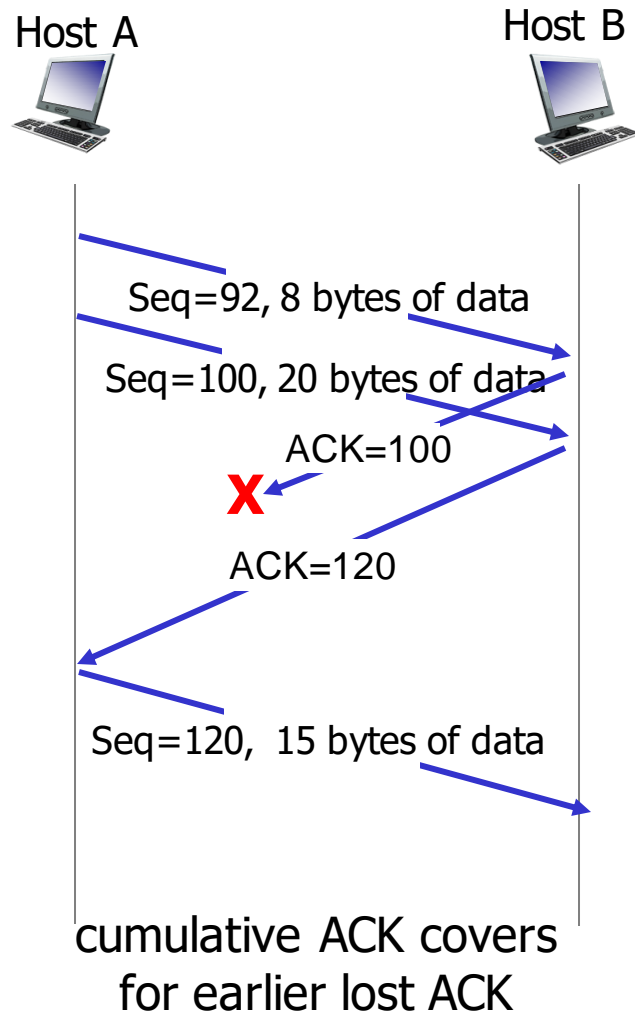 Host A
Host B
Seq=92, 8 bytes of data
Seq=100, 20 bytes of data
ACK=100
X
ACK=120
Seq=120, 15 bytes of data
cumulative ACK covers
for earlier lost ACK